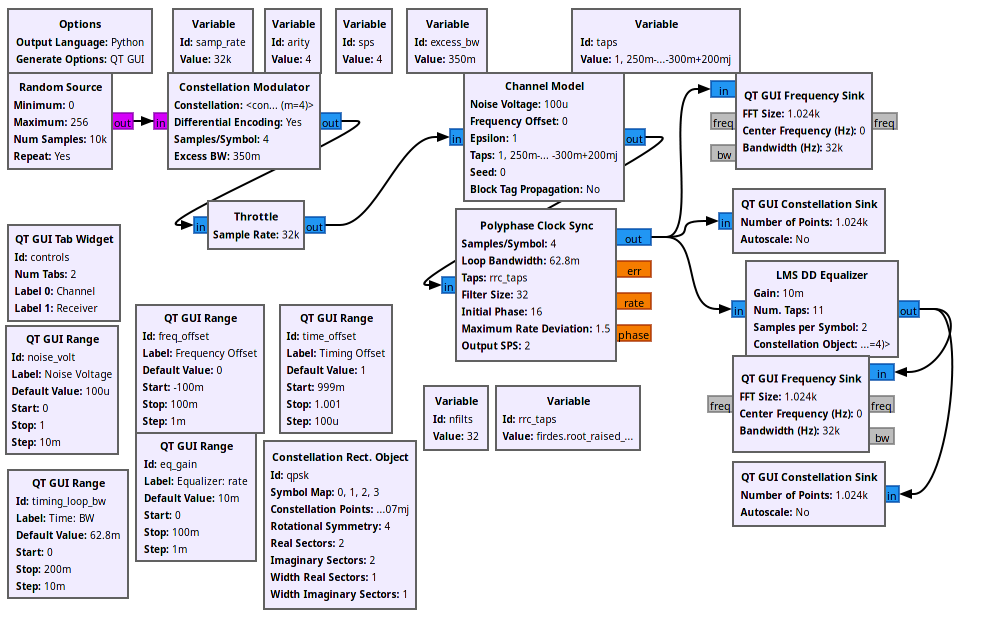 Options
Output Language: Python
Generate Options: QT GUI
Variable
Id: samp_rate
Value: 32k
Variable
Id: arity
Value: 4
Variable
Id: sps
Value: 4
Variable
Id: excess_bw
Value: 350m
Variable
Id: taps
Value: 1, 250m-...-300m+200mj
Random Source
Minimum: 0
Maximum: 256
Num Samples: 10k
Repeat: Yes
out
in
Constellation Modulator
Constellation: <con... (m=4)>
Differential Encoding: Yes
Samples/Symbol: 4
Excess BW: 350m
out
in
Channel Model
Noise Voltage: 100u
Frequency Offset: 0
Epsilon: 1
Taps: 1, 250m-... -300m+200mj
Seed: 0
Block Tag Propagation: No
out
in
freq
bw
QT GUI Frequency Sink
FFT Size: 1.024k
Center Frequency (Hz): 0
Bandwidth (Hz): 32k
freq
in
Throttle
Sample Rate: 32k
out
in
Polyphase Clock Sync
Samples/Symbol: 4
Loop Bandwidth: 62.8m
Taps: rrc_taps
Filter Size: 32
Initial Phase: 16
Maximum Rate Deviation: 1.5
Output SPS: 2
out
err
rate
phase
in
QT GUI Constellation Sink
Number of Points: 1.024k
Autoscale: No
in
LMS DD Equalizer
Gain: 10m
Num. Taps: 11
Samples per Symbol: 2
Constellation Object: ...=4)>
out
QT GUI Tab Widget
Id: controls
Num Tabs: 2
Label 0: Channel
Label 1: Receiver
QT GUI Range
Id: noise_volt
Label: Noise Voltage
Default Value: 100u
Start: 0
Stop: 1
Step: 10m
QT GUI Range
Id: freq_offset
Label: Frequency Offset
Default Value: 0
Start: -100m
Stop: 100m
Step: 1m
QT GUI Range
Id: time_offset
Label: Timing Offset
Default Value: 1
Start: 999m
Stop: 1.001
Step: 100u
freq
QT GUI Frequency Sink
FFT Size: 1.024k
Center Frequency (Hz): 0
Bandwidth (Hz): 32k
in
freq
bw
Variable
Id: nfilts
Value: 32
Variable
Id: rrc_taps
Value: firdes.root_raised_...
QT GUI Range
Id: timing_loop_bw
Label: Time: BW
Default Value: 62.8m
Start: 0
Stop: 200m
Step: 10m
QT GUI Range
Id: eq_gain
Label: Equalizer: rate
Default Value: 10m
Start: 0
Stop: 100m
Step: 1m
Constellation Rect. Object
Id: qpsk
Symbol Map: 0, 1, 2, 3
Constellation Points: ...07mj
Rotational Symmetry: 4
Real Sectors: 2
Imaginary Sectors: 2
Width Real Sectors: 1
Width Imaginary Sectors: 1
QT GUI Constellation Sink
Number of Points: 1.024k
Autoscale: No
in